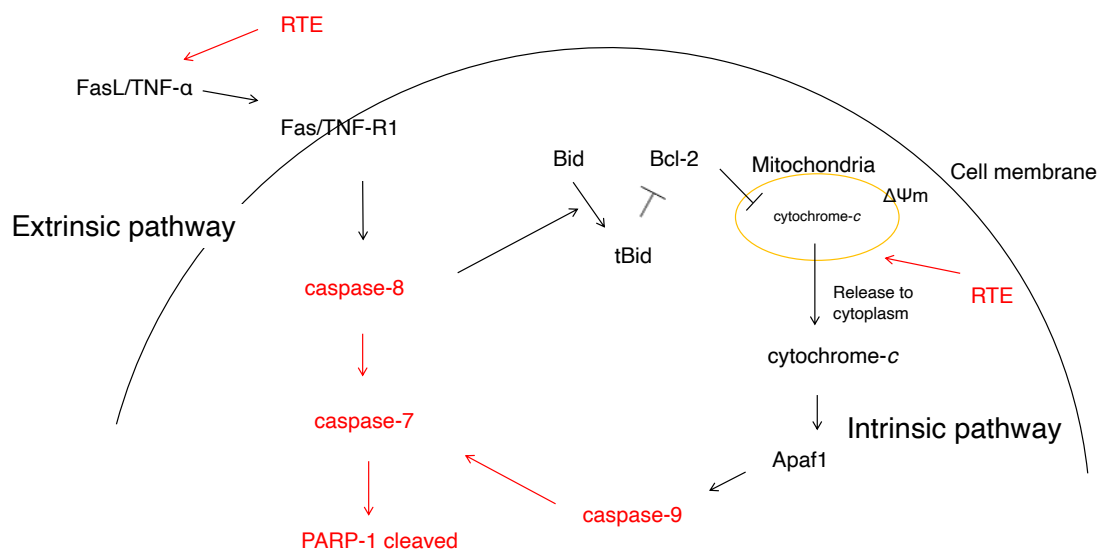 RTE
FasL/TNF-α
Fas/TNF-R1
Bid
Bcl-2
Mitochondria
Cell membrane
ΔΨm
cytochrome-c
Extrinsic pathway
tBid
caspase-8
RTE
Release to
cytoplasm
cytochrome-c
caspase-7
Intrinsic pathway
Apaf1
caspase-9
PARP-1 cleaved